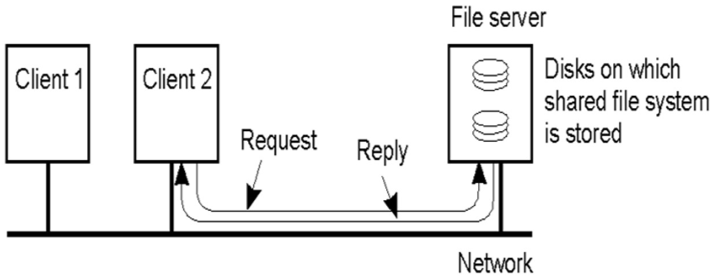 File server
Client 1
Client 2
Disks on which
shared file system
is stored
Request
Reply
Network